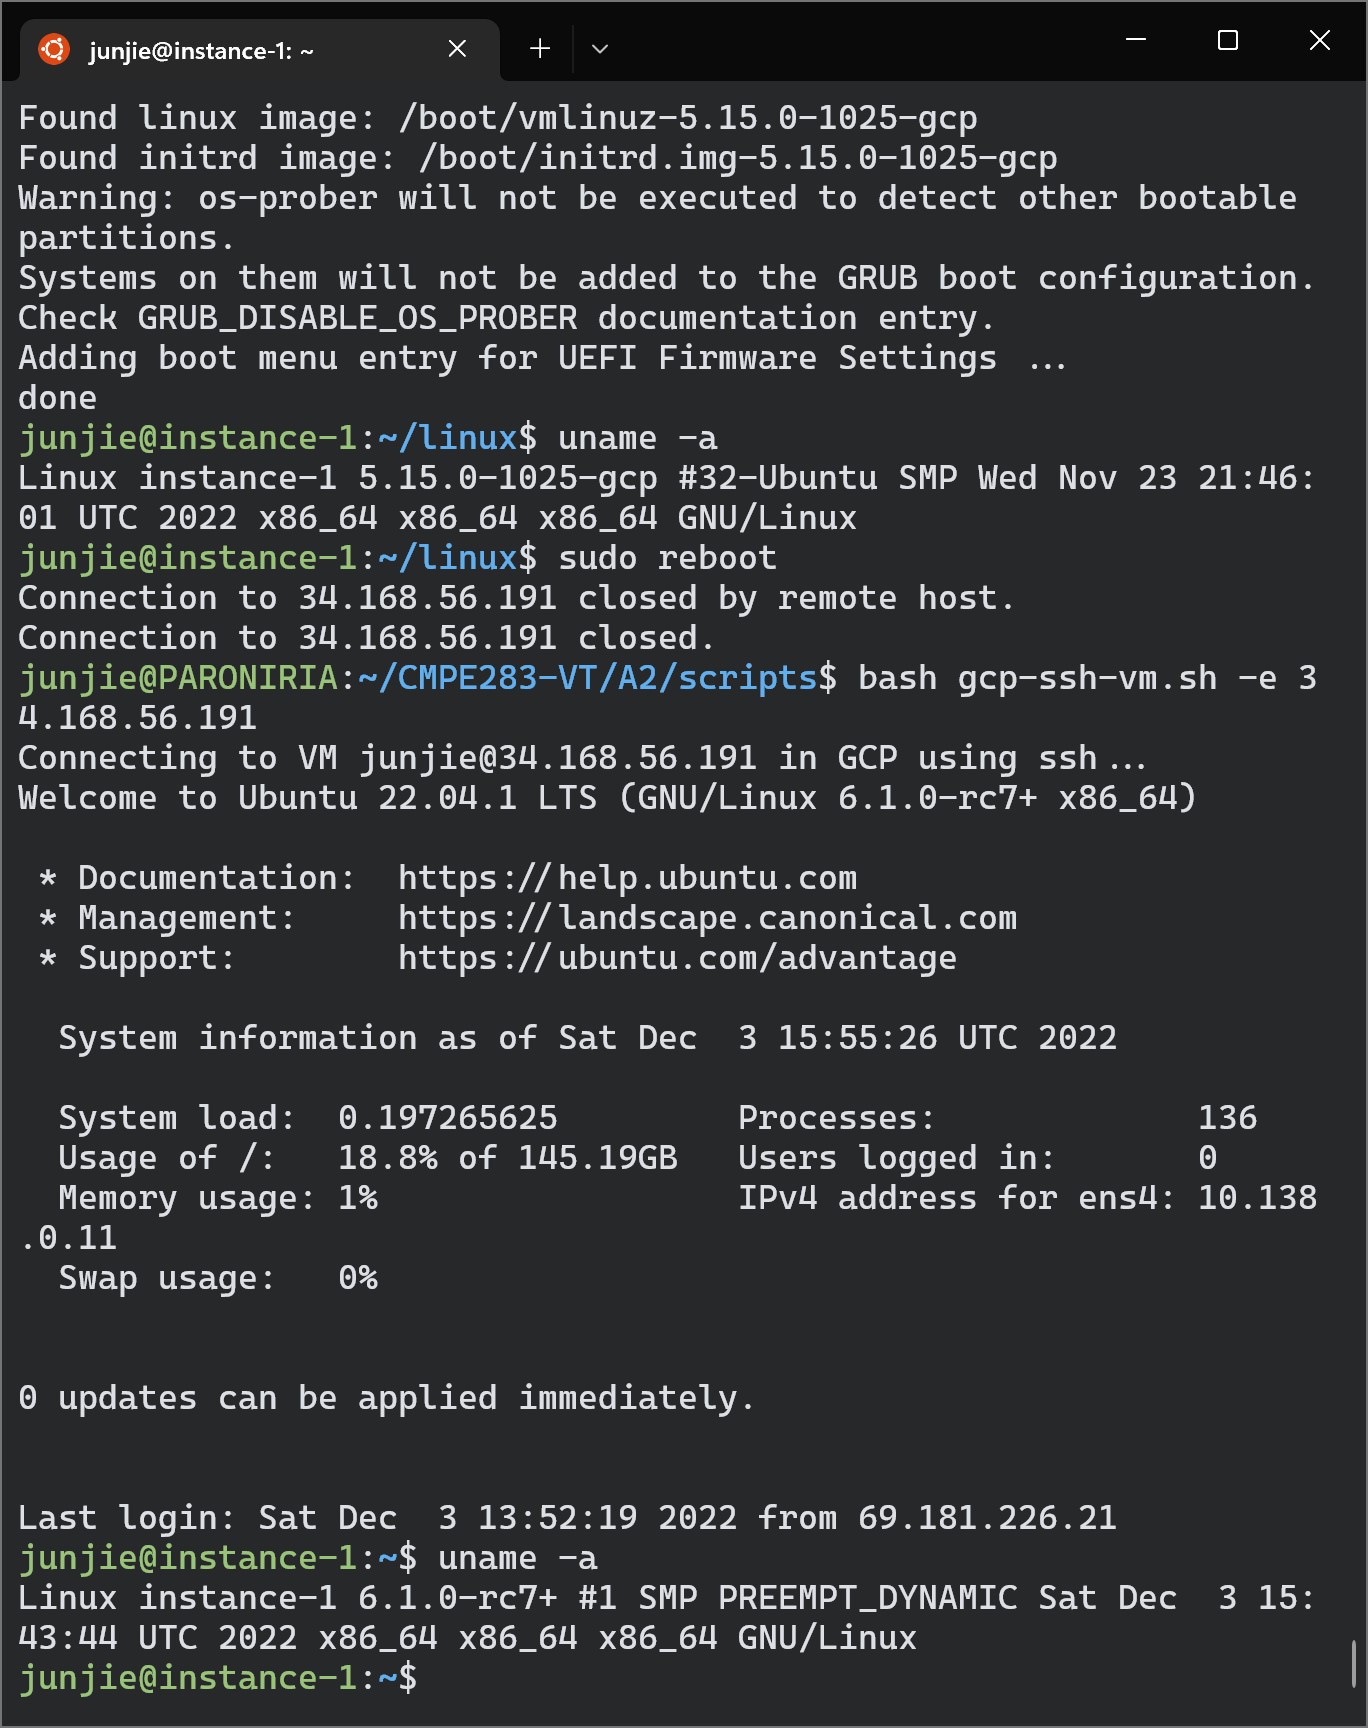 junjie@instance-1: ~
Found linux image: /boot/vmlinuz-5.15.0-1025-gcp
Found initrd image: /boot/initrd.img-5.15.0-1025-gcp
Warning: os-prober will not be executed to detect other bootable
partitions.
Systems on them will not be added to the GRUB boot configuration.
Check GRUB_DISABLE_OS_PROBER documentation entry.
Adding boot menu entry for UEFI Firmware Settings ...
done
junjie@instance-1:~/linux$ uname -a
Linux instance-1 5.15.0-1025-gcp #32-Ubuntu SMP Wed Nov 23 21:46:
01 UTC 2022 x86_64 x86_64 x86_64 GNU/Linux
junjie@instance-1:~/linux$ sudo reboot
Connection to 34.168.56.191 closed by remote host.
Connection to 34.168.56.191 closed.
junjie@PARONIRIA:~/CMPE283-VT/A2/scripts$ bash gcp-ssh-vm.sh -e 3
4.168.56.191
Connecting to VM junjie@34.168.56.191 in GCP using ssh...
Welcome to Ubuntu 22.04.1 LTS (GNU/Linux 6.1.0-rc7+ x86_64)
* Documentation:  https://help.ubuntu.com
* Management:     https://landscape.canonical.com
* Support:        https://ubuntu.com/advantage
System information as of Sat Dec  3 15:55:26 UTC 2022
System load:  0.197265625         Processes:             136
Usage of /:   18.8% of 145.19GB   Users logged in:       0
Memory usage: 1%                  IPv4 address for ens4: 10.138
.0.11
Swap usage:   0%
0 updates can be applied immediately.
Last login: Sat Dec  3 13:52:19 2022 from 69.181.226.21
junjie@instance-1:~$ uname -a
Linux instance-1 6.1.0-rc7+ #1 SMP PREEMPT_DYNAMIC Sat Dec  3 15:
43:44 UTC 2022 x86_64 x86_64 x86_64 GNU/Linux
junjie@instance-1:~$